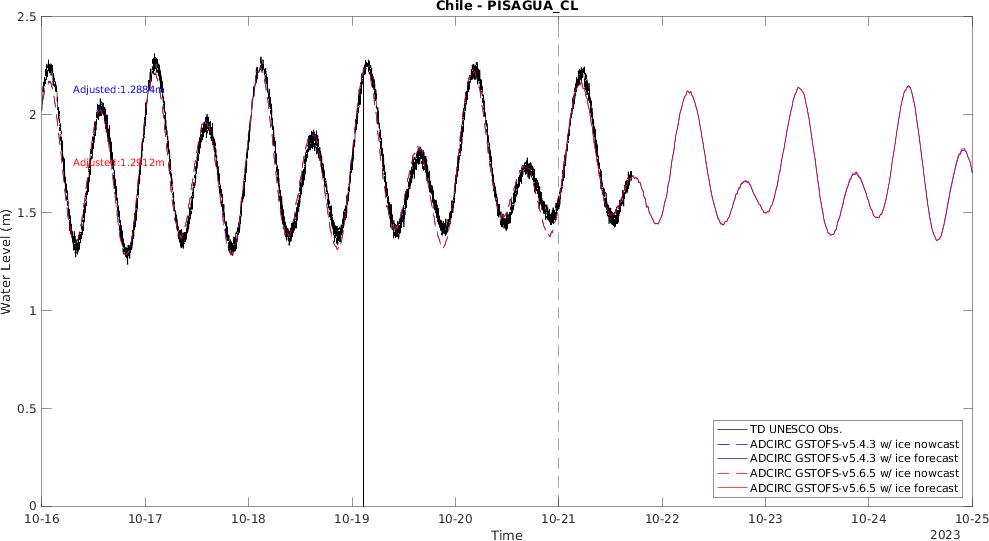 Chile - PISAGUA_CL
2.5
2
1.5
1
0.5
0
Water Level (m)
Adjusted:1.2884m
Adjusted:1.2912m
TD UNESCO Obs.
ADCIRC GSTOFS-v5.4.3 w/ ice nowcast
ADCIRC GSTOFS-v5.4.3 w/ ice forecast
ADCIRC GSTOFS-v5.6.5 w/ ice nowcast
ADCIRC GSTOFS-v5.6.5 w/ ice forecast
10-16 10-17 10-18 10-19 10-20 10-21 10-22 10-23 10-24 10-25
Time
2023